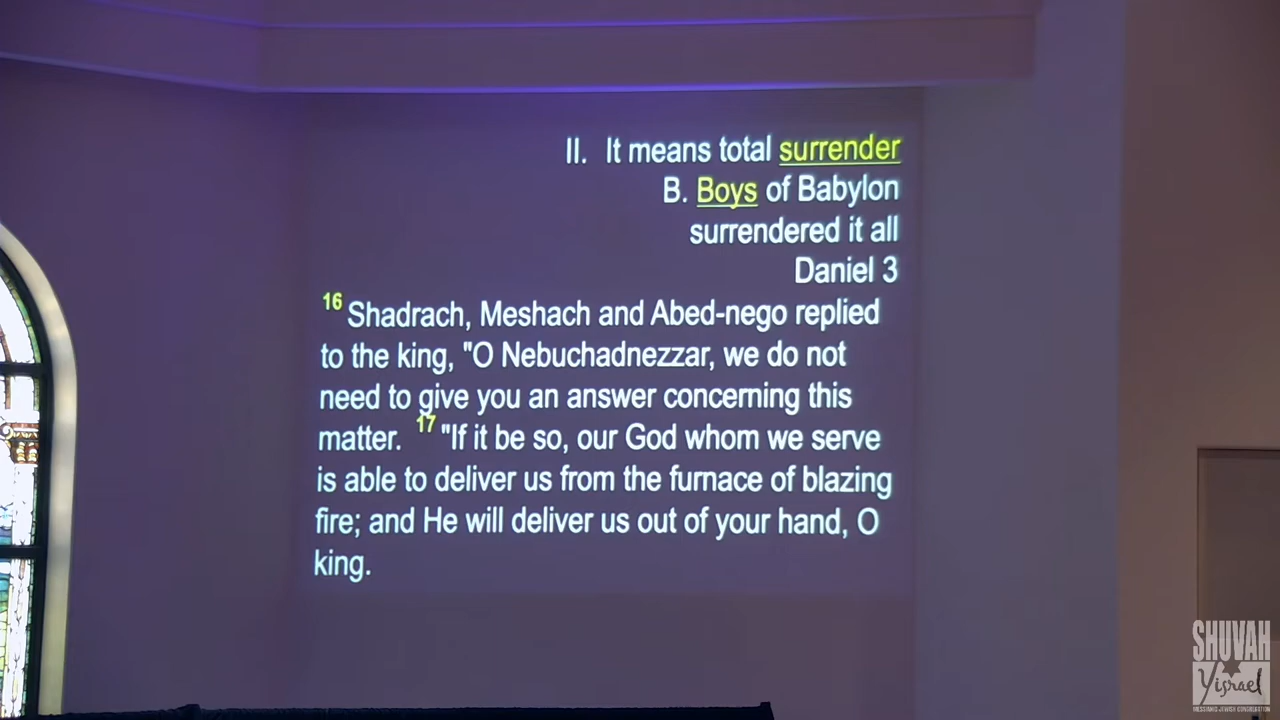 II. It means total surrender
B. Boys of Babylon
surrendered it all
Daniel 3
16 Shadrach, Meshach and Abed-nego replied
to the king, "O Nebuchadnezzar, we do not
need to give you an answer concerning this
matter. 17 "If it be so, our God whom we serve
is able to deliver us from the furnace of blazing
fire; and He will deliver us out of your hand, O
king.
SHUVAH
Yisrael
MESSIANIC JEWISH CONGREGATION